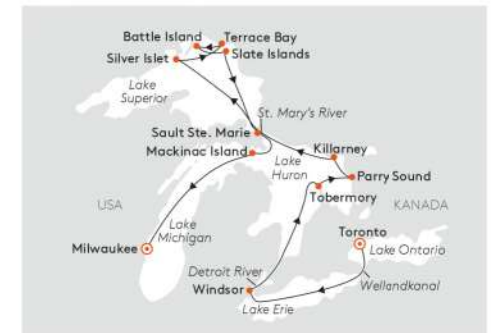 Battle Island
Terrace Bay
Silver Islet
Slate Islands
Lake
Superior
St. Mary's River
Sault Ste. Marie
Mackinac Island
Killarney
Lake
Huron
Parry Sound
Tobermory
USA
KANADA
Lake
Michigan
Toronto
Milwaukee
Lake Ontario
Detroit River
Windsor
Wellandkanal
Lake Erie